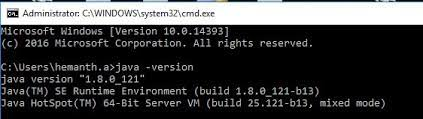 Administrator: C:\WINDOWS\system32\cmd.exe
Microsoft Windows [Version 10.0.14393]
(c) 2016 Microsoft Corporation. All rights reserved.
C:\Users\hemanth.a>java -version
java version "1.8.0_121"
Java(TM) SE Runtime Environment (build 1.8.0_121-b13)
Java HotSpot(TM) 64-Bit Server VM (build 25.121-b13, mixed mode)